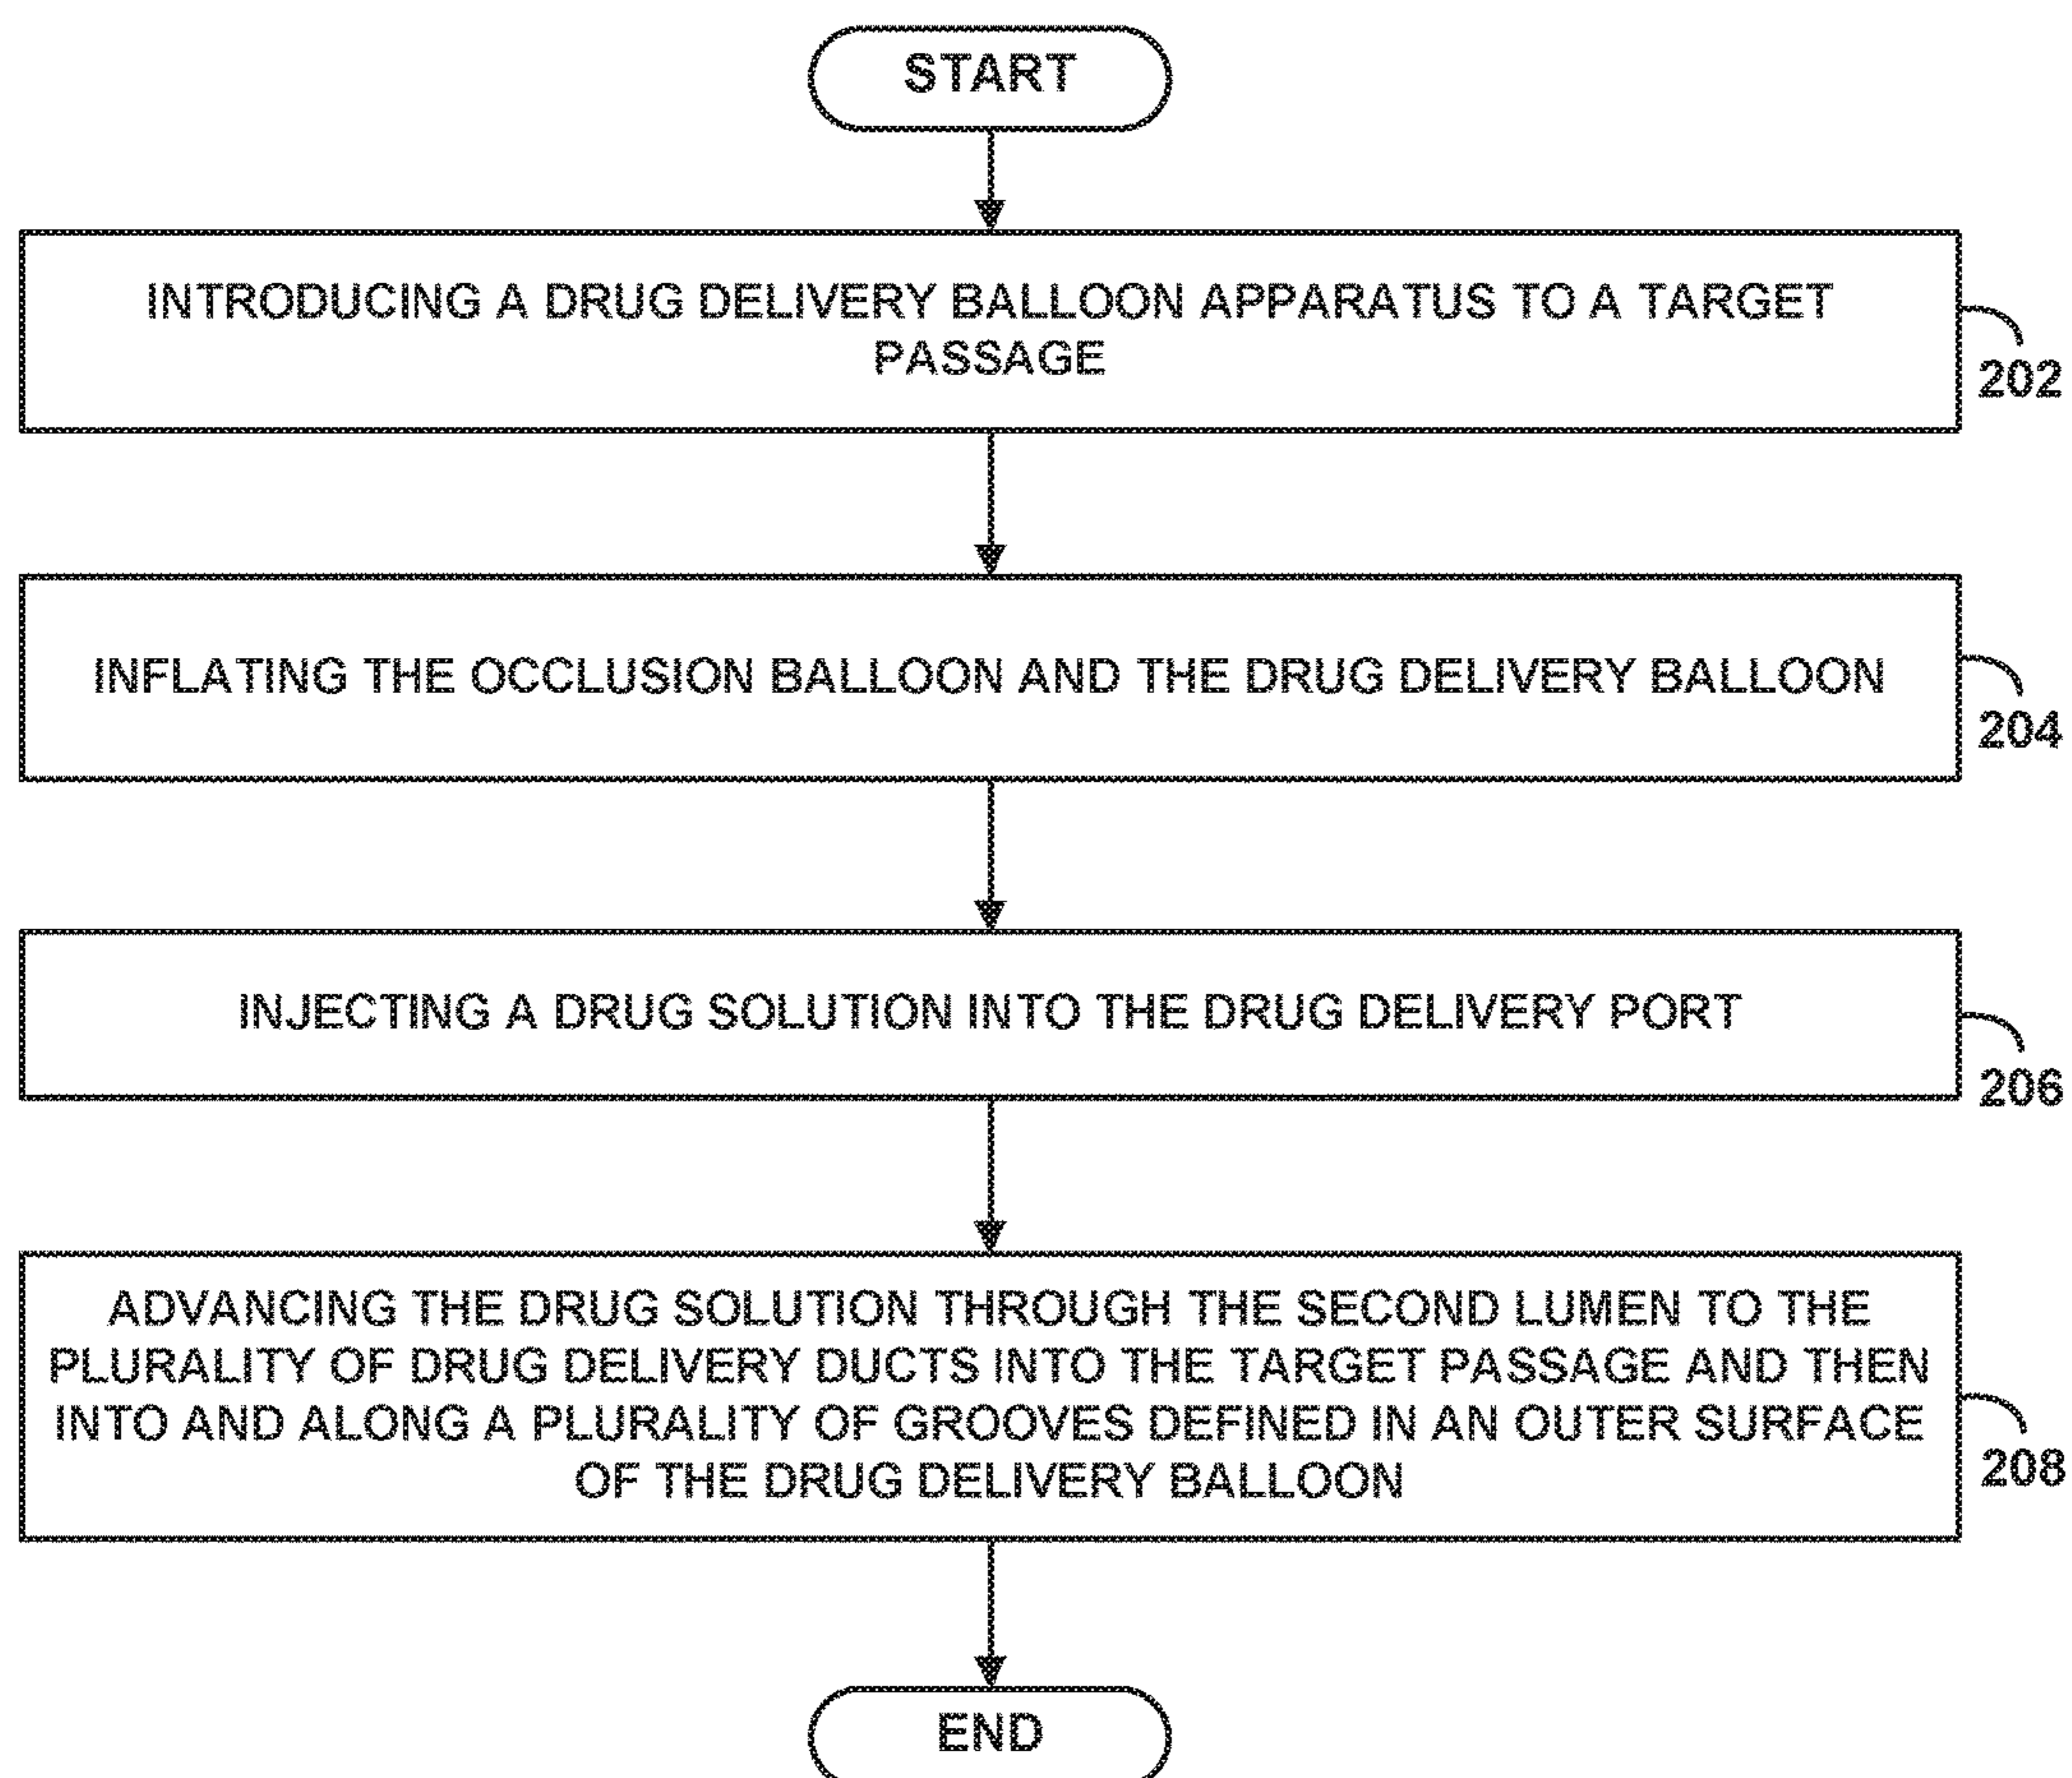 START
INTRODUCING A DRUG DELIVERY BALLOON APPARATUS TO A TARGET
PASSAGE
202
INFLATING THE OCCLUSION BALLOON AND THE DRUG DELIVERY BALLOON
204
INJECTING A DRUG SOLUTION INTO THE DRUG DELIVERY PORT
206
ADVANCING THE DRUG SOLUTION THROUGH THE SECOND LUMEN TO THE
PLURALITY OF DRUG DELIVERY DUCTS INTO THE TARGET PASSAGE AND THEN
INTO AND ALONG A PLURALITY OF GROOVES DEFINED IN AN OUTER SURFACE
OF THE DRUG DELIVERY BALLOON
208
END